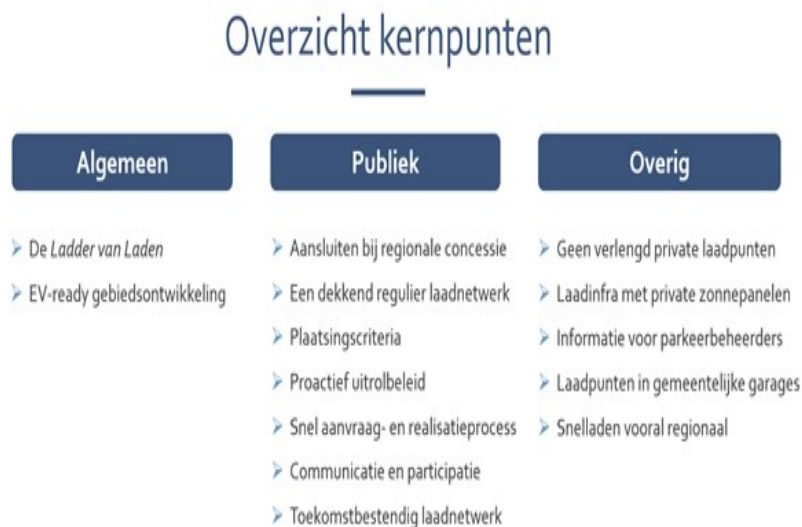 Overzicht kernpunten
Algemeen
De Ladder van Laden
EV-ready gebiedsontwikkeling
Publiek
Aansluiten bij regionale concessie
Een dekkend regulier laadnetwerk
Plaatsingscriteria
Proactief uitrolbeleid
Snel aanvraag- en realisatieprocess
Communicatie en participatie
Toekomstbestendig laadnetwerk
Overig
Geen verlengd private laadpunten
Laadinfra met private zonnepanelen
Informatie voor parkeerbeheerders
Laadpunten in gemeentelijke garages
Snelladen vooral regionaal